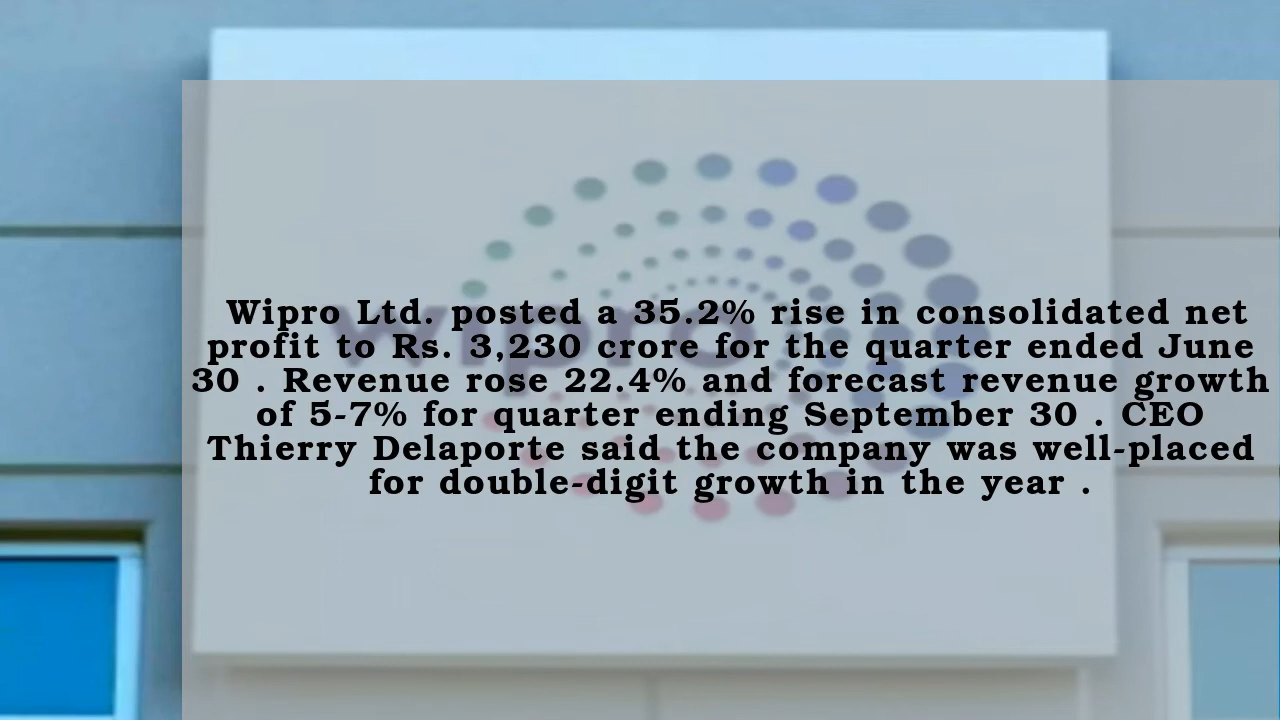 Wipro Ltd. posted a 35.2% rise in consolidated net
profit to Rs. 3,230 crore for the quarter ended June
30 . Revenue rose 22.4% and forecast revenue growth
of 5-7% for quarter ending September 30 . CEO
Thierry Delaporte said the company was well-placed
for double-digit growth in the year .
wipro